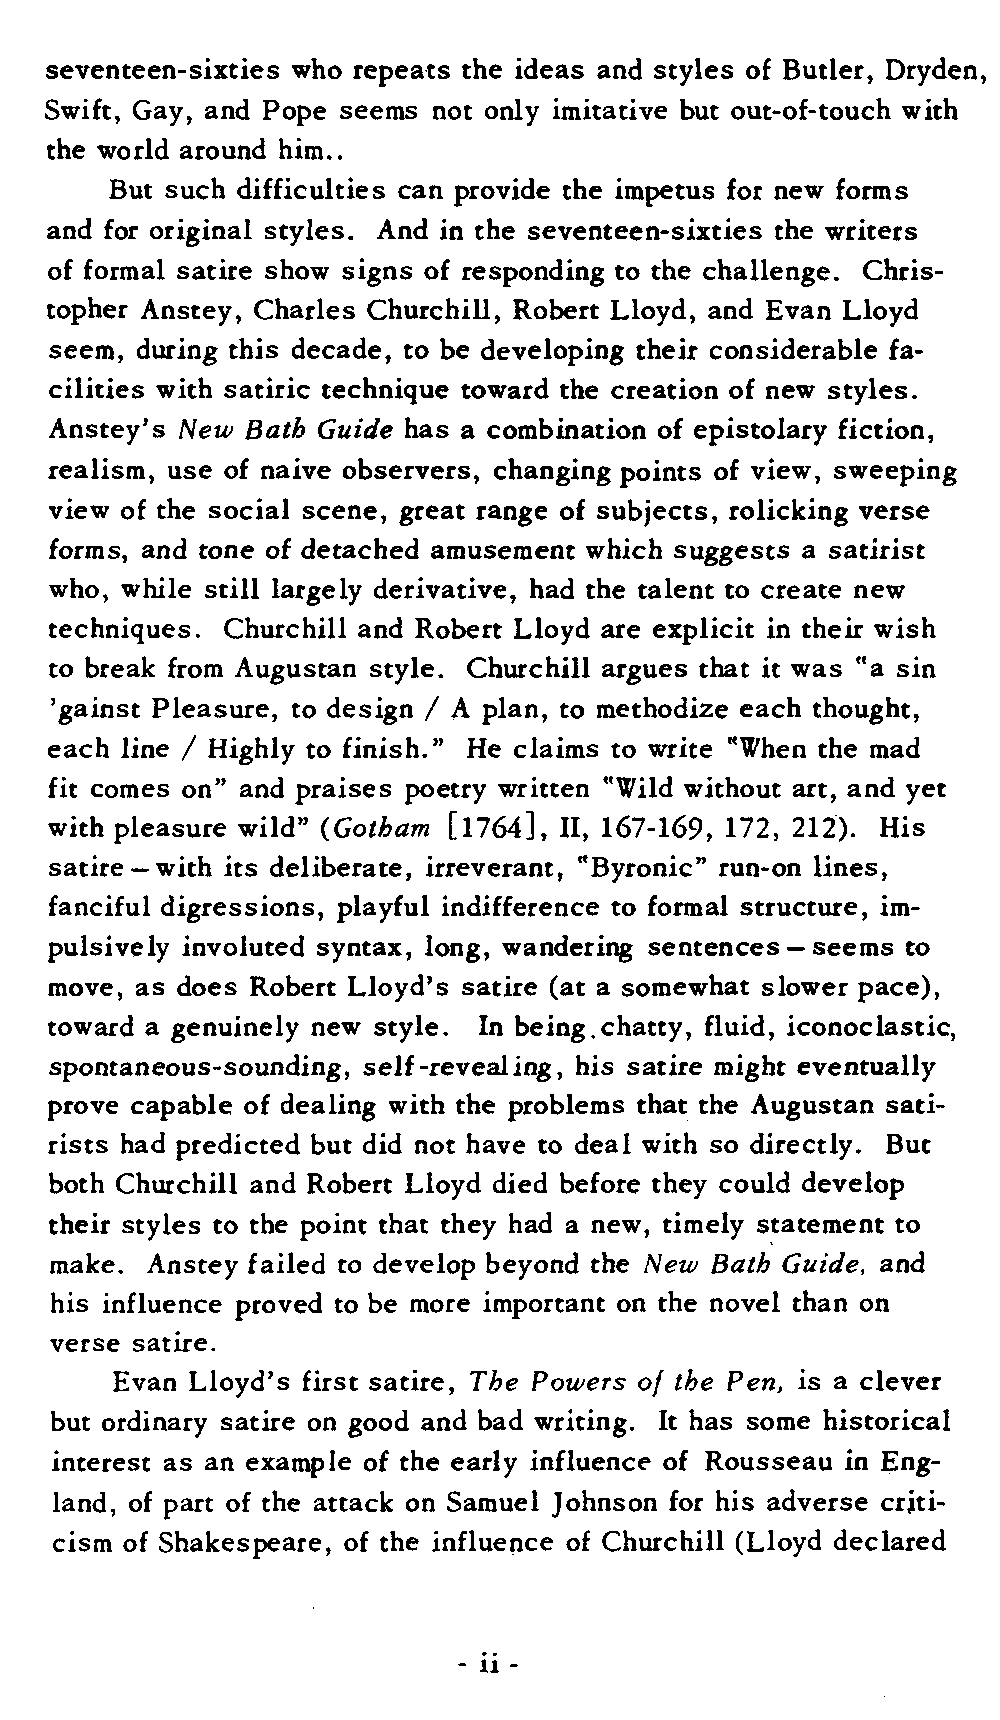 seventeen-sixties who repeats the ideas and styles of Butler, Dryden,
Swift, Gay, and Pope seems not only imitative but out-of-touch with
the world around him..
But such difficulties can provide the impetus for new forms
and for original styles. And in the seventeen-sixties the writers
of formal satire show signs of responding to the challenge. Chris-
topher Anstey, Charles Churchill, Robert Lloyd, and Evan Lloyd
seem, during this decade, to be developing their considerable fa-
cilities with satiric technique toward the creation of new styles.
Anstey's New Bath Guide has a combination of epistolary fiction,
realism, use of naive observers, changing points of view, sweeping
view of the social scene, great range of subjects, rolicking verse
forms, and tone of detached amusement which suggests a satirist
who, while still largely derivative, had the talent to create new
techniques. Churchill and Robert Lloyd are explicit in their wish
to break from Augustan style. Churchill argues that it was "a sin
'gainst Pleasure, to design / A plan, to methodize each thought,
each line / Highly to finish." He claims to write "When the mad
fit comes on" and praises poetry written "Wild without art, and yet
with pleasure wild" (Gotham [1764], II, 167-169, 172, 212). His
satire — with its deliberate, irreverant, "Byronic" run-on lines,
fanciful digressions, playful indifference to formal structure, im-
pulsively involuted syntax, long, wandering sentences — seems to
move, as does Robert Lloyd's satire (at a somewhat slower pace),
toward a genuinely new style. In being chatty, fluid, iconoclastic,
spontaneous-sounding, self-revealing, his satire might eventually
prove capable of dealing with the problems that the Augustan sati-
rists had predicted but did not have to deal with so directly. But
both Churchill and Robert Lloyd died before they could develop
their styles to the point that they had a new, timely statement to
make. Anstey failed to develop beyond the New Bath Guide, and
his influence proved to be more important on the novel than on
verse satire.
Evan Lloyd's first satire, The Powers of the Pen, is a clever
but ordinary satire on good and bad writing. It has some historical
interest as an example of the early influence of Rousseau in Eng-
land, of part of the attack on Samuel Johnson for his adverse criti-
cism of Shakespeare, of the influence of Churchill (Lloyd declared
- ii -